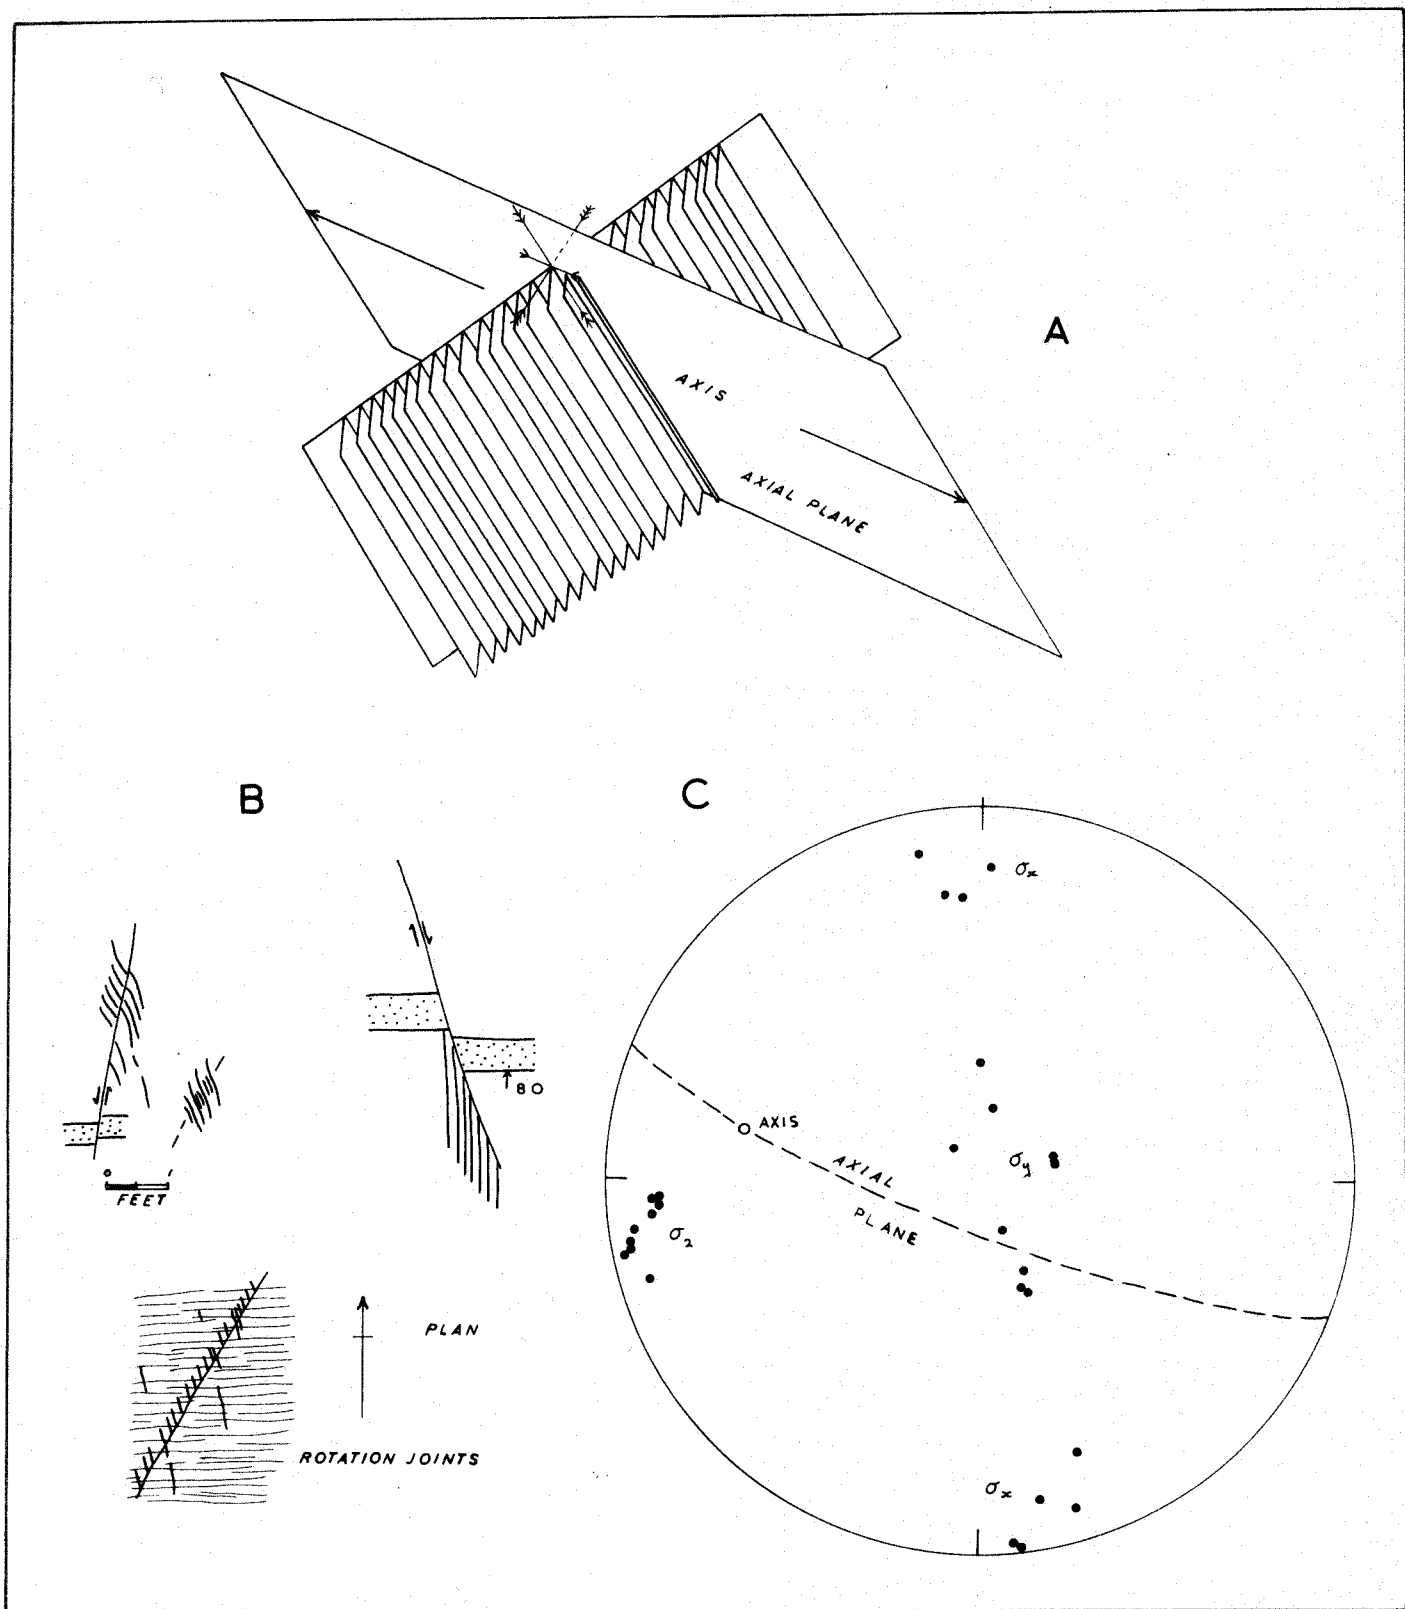 A
AXIS
AXIAL PLANE
B
C
σx
80
AXIS
σy
AXIAL
PLANE
σz
O
FEET
PLAN
ROTATION JOINTS
σx